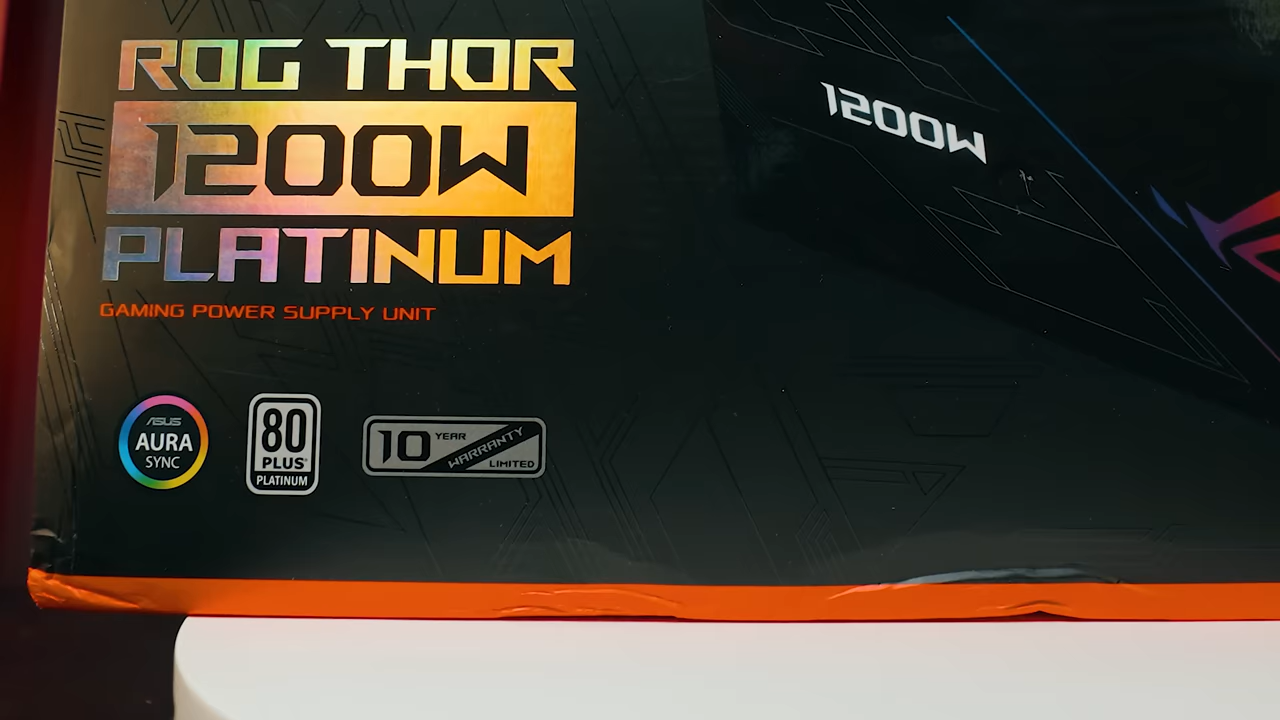 ROG THOR
1200W
PLATINUM
GAMING POWER SUPPLY UNIT
1200W
ASUS
AURA
SYNC
80
PLUS
PLATINUM
10 YEAR
WARRANTY
LIMITED